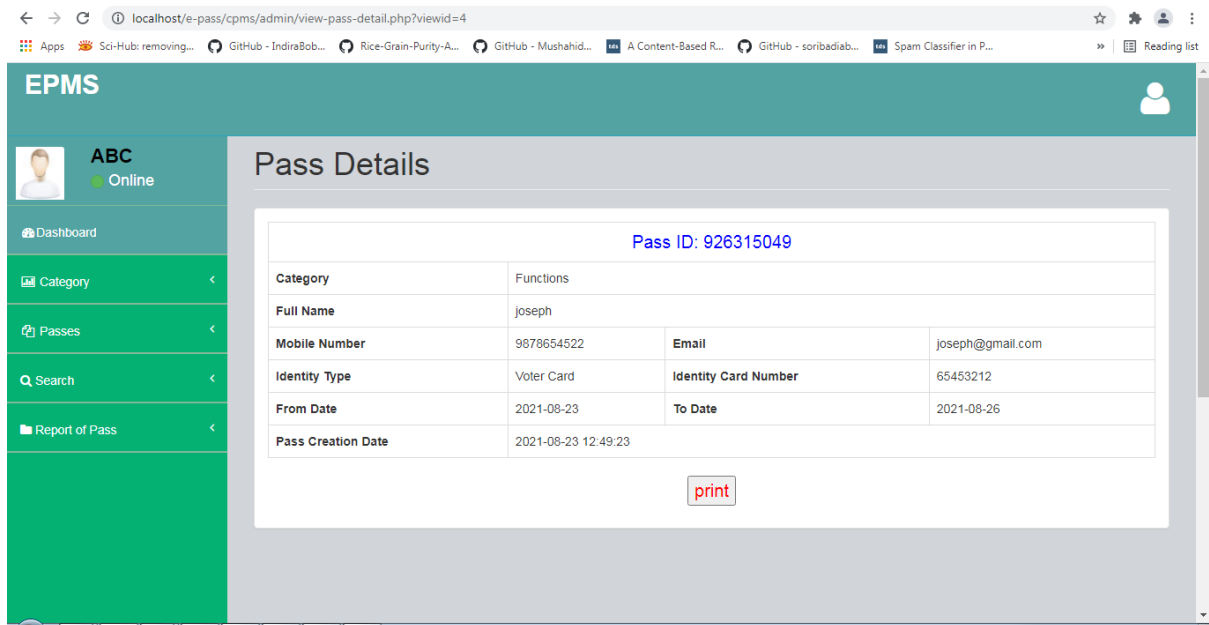 localhost/e-pass/cpms/admin/view-pass-detail.php?viewid=4
Apps Sci-Hub: removing... GitHub - IndiraBob... Rice-Grain-Purity-A... GitHub - Mushahid... tds A Content-Based R... GitHub - soribadiab... tds Spam Classifier in P... » Reading list
EPMS
ABC
Online
Pass Details
Dashboard
Category
Passes
Search
Report of Pass
Pass ID: 926315049
Category Functions
Full Name joseph
Mobile Number 9878654522 Email joseph@gmail.com
Identity Type Voter Card Identity Card Number 65453212
From Date 2021-08-23 To Date 2021-08-26
Pass Creation Date 2021-08-23 12:49:23
print